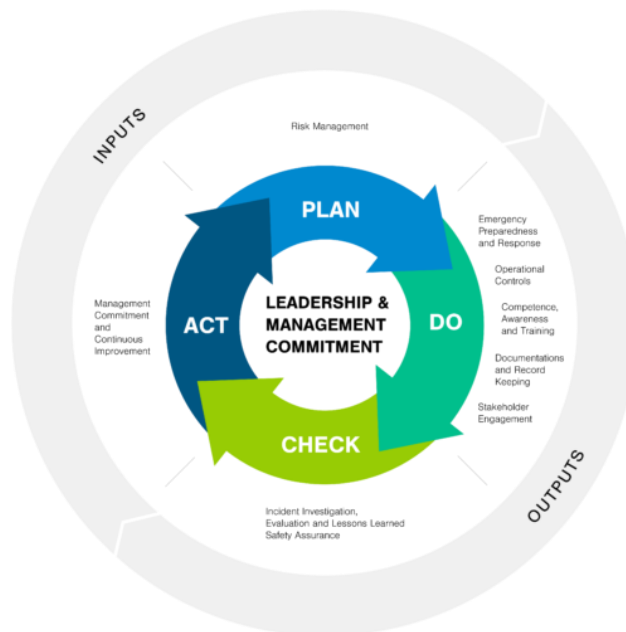 INPUTS
Risk Management
PLAN
Emergency
Preparedness
and Response
Operational
Controls
Competence,
Awareness
and Training
Documentations
and Record
Keeping
Stakeholder
Engagement
DO
LEADERSHIP &
MANAGEMENT
COMMITMENT
ACT
Management
Commitment
and
Continuous
Improvement
CHECK
Incident Investigation,
Evaluation and Lessons Learned
Safety Assurance
OUTPUTS